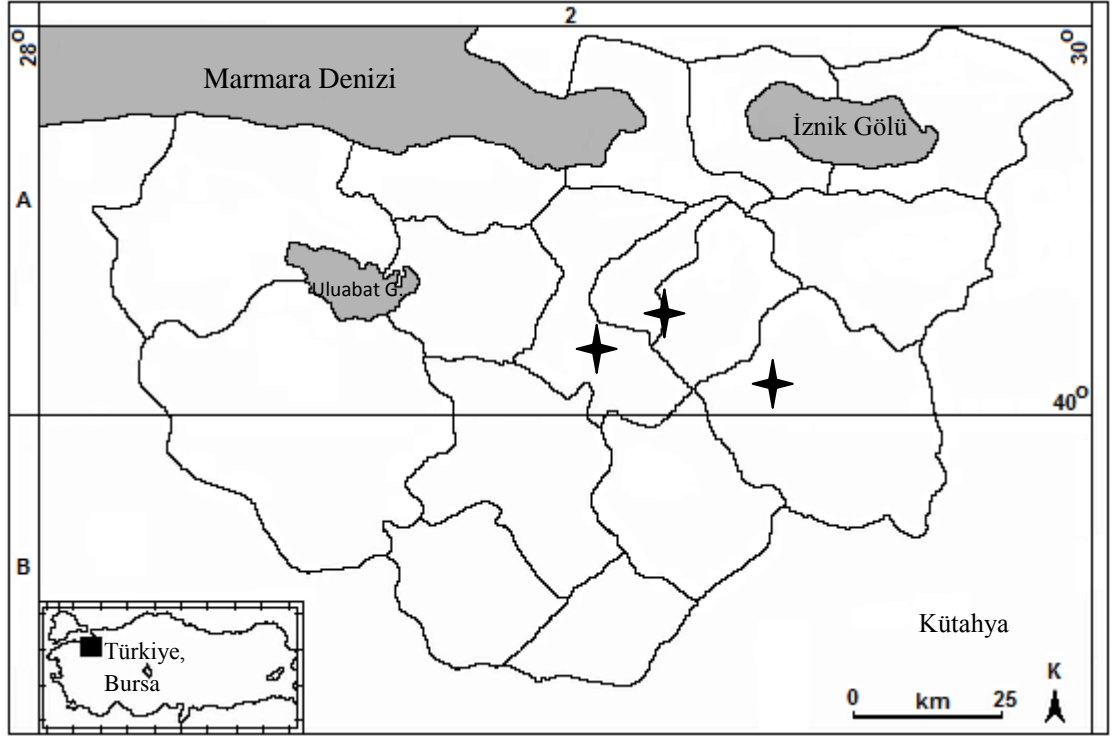 2
28°
30°
Marmara Denizi
İznik Gölü
A
Uluabat G.
40°
B
Kütahya
Türkiye,
Bursa
K
0 km 25